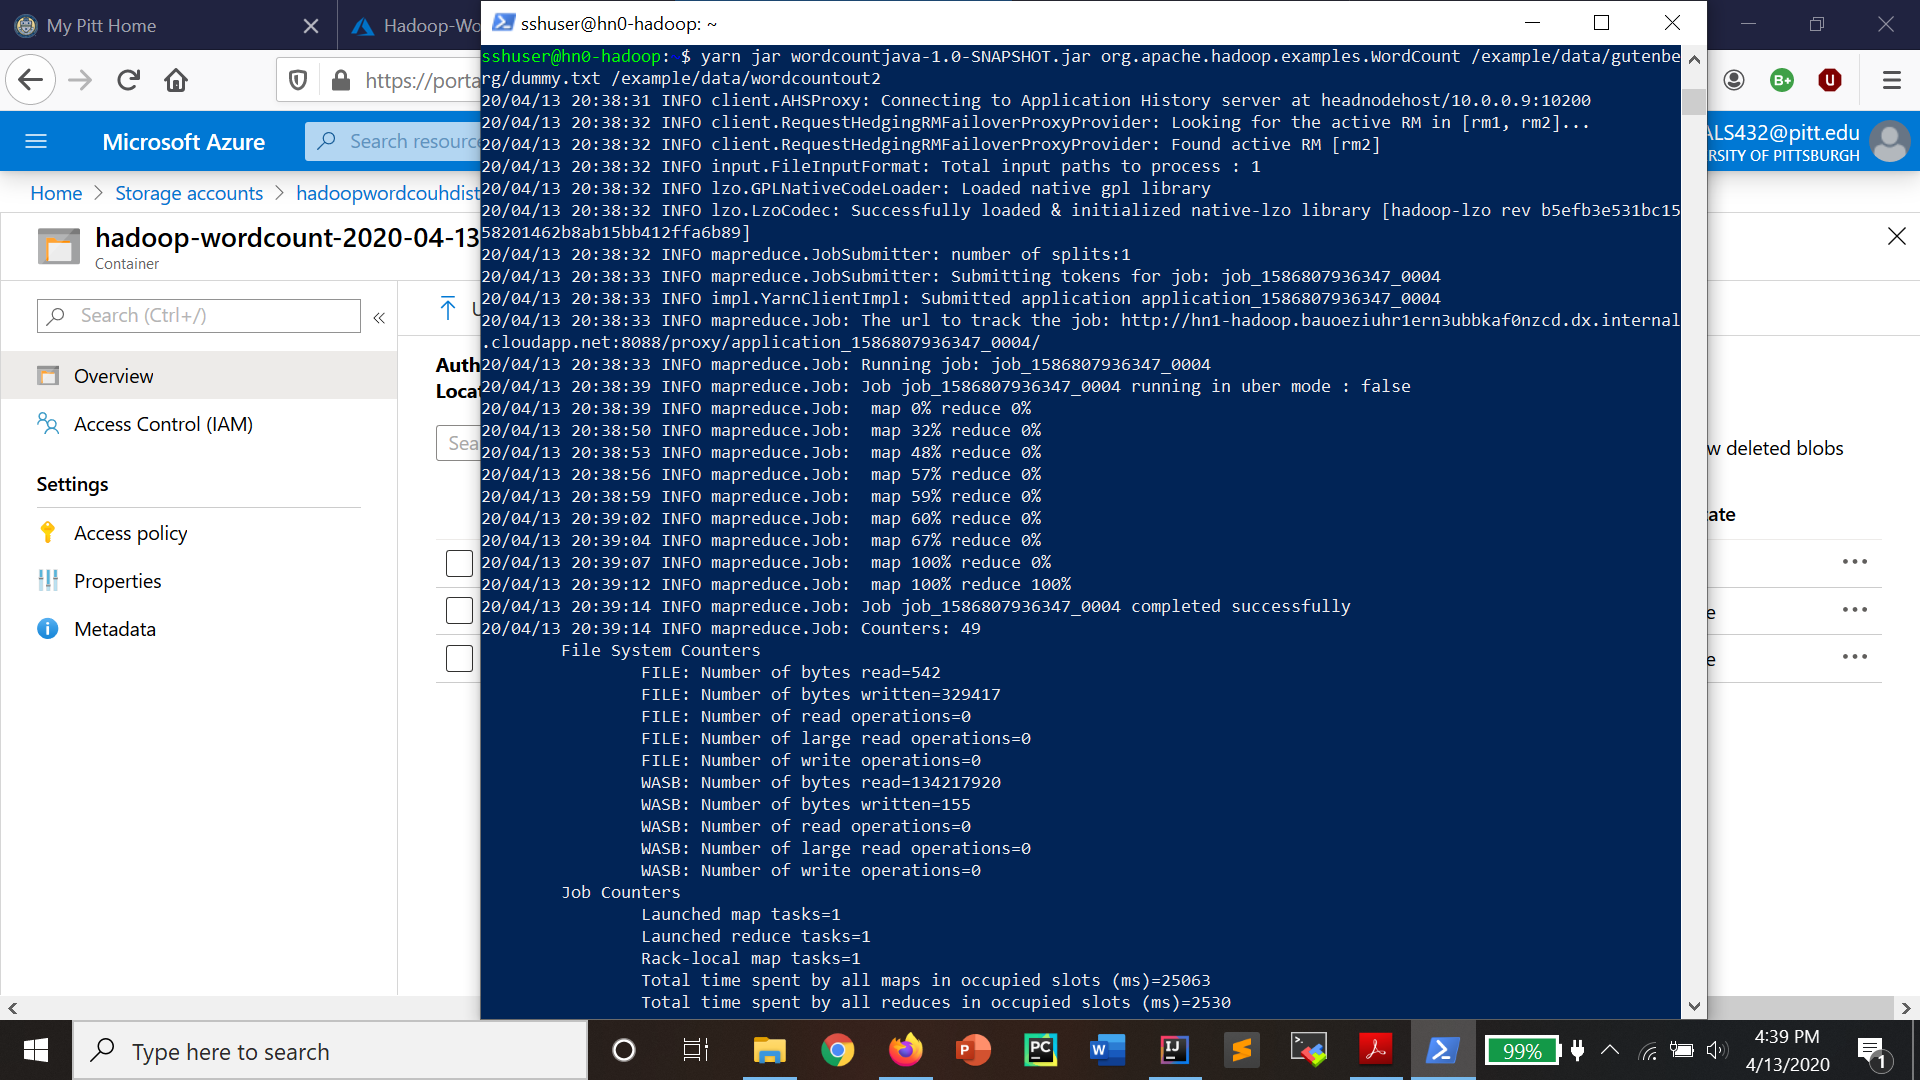 My Pitt Home
Hadoop-Wo
sshuser@hn0-hadoop: ~
https://porta
Microsoft Azure
Search resourc
ALS432@pitt.edu
RSITY OF PITTSBURGH
Home > Storage accounts > hadoopwordcouhdist
hadoop-wordcount-2020-04-13
Container
Search (Ctrl+/)
«
Overview
Access Control (IAM)
Settings
Access policy
Properties
Metadata
U
Auth
Loca
Sea
sshuser@hn0-hadoop:~$ yarn jar wordcountjava-1.0-SNAPSHOT.jar org.apache.hadoop.examples.WordCount /example/data/gutenbe
rg/dummy.txt /example/data/wordcountout2
20/04/13 20:38:31 INFO client.AHSProxy: Connecting to Application History server at headnodehost/10.0.0.9:10200
20/04/13 20:38:32 INFO client.RequestHedgingRMFailoverProxyProvider: Looking for the active RM in [rm1, rm2]...
20/04/13 20:38:32 INFO client.RequestHedgingRMFailoverProxyProvider: Found active RM [rm2]
20/04/13 20:38:32 INFO input.FileInputFormat: Total input paths to process : 1
20/04/13 20:38:32 INFO lzo.GPLNativeCodeLoader: Loaded native gpl library
20/04/13 20:38:32 INFO lzo.LzoCodec: Successfully loaded & initialized native-lzo library [hadoop-lzo rev b5efb3e531bc15
58201462b8ab15bb412ffa6b89]
20/04/13 20:38:32 INFO mapreduce.JobSubmitter: number of splits:1
20/04/13 20:38:33 INFO mapreduce.JobSubmitter: Submitting tokens for job: job_1586807936347_0004
20/04/13 20:38:33 INFO impl.YarnClientImpl: Submitted application application_1586807936347_0004
20/04/13 20:38:33 INFO mapreduce.Job: The url to track the job: http://hn1-hadoop.bauoeziuhr1ern3ubbkaf0nzcd.dx.internal
.cloudapp.net:8088/proxy/application_1586807936347_0004/
20/04/13 20:38:33 INFO mapreduce.Job: Running job: job_1586807936347_0004
20/04/13 20:38:39 INFO mapreduce.Job: Job job_1586807936347_0004 running in uber mode : false
20/04/13 20:38:39 INFO mapreduce.Job:  map 0% reduce 0%
20/04/13 20:38:50 INFO mapreduce.Job:  map 32% reduce 0%
20/04/13 20:38:53 INFO mapreduce.Job:  map 48% reduce 0%
20/04/13 20:38:56 INFO mapreduce.Job:  map 57% reduce 0%
20/04/13 20:38:59 INFO mapreduce.Job:  map 59% reduce 0%
20/04/13 20:39:02 INFO mapreduce.Job:  map 60% reduce 0%
20/04/13 20:39:04 INFO mapreduce.Job:  map 67% reduce 0%
20/04/13 20:39:07 INFO mapreduce.Job:  map 100% reduce 0%
20/04/13 20:39:12 INFO mapreduce.Job:  map 100% reduce 100%
20/04/13 20:39:14 INFO mapreduce.Job: Job job_1586807936347_0004 completed successfully
20/04/13 20:39:14 INFO mapreduce.Job: Counters: 49
File System Counters
FILE: Number of bytes read=542
FILE: Number of bytes written=329417
FILE: Number of read operations=0
FILE: Number of large read operations=0
FILE: Number of write operations=0
WASB: Number of bytes read=134217920
WASB: Number of bytes written=155
WASB: Number of read operations=0
WASB: Number of large read operations=0
WASB: Number of write operations=0
Job Counters
Launched map tasks=1
Launched reduce tasks=1
Rack-local map tasks=1
Total time spent by all maps in occupied slots (ms)=25063
Total time spent by all reduces in occupied slots (ms)=2530
w deleted blobs
ate
e
e
Type here to search
99%
4:39 PM
4/13/2020
1